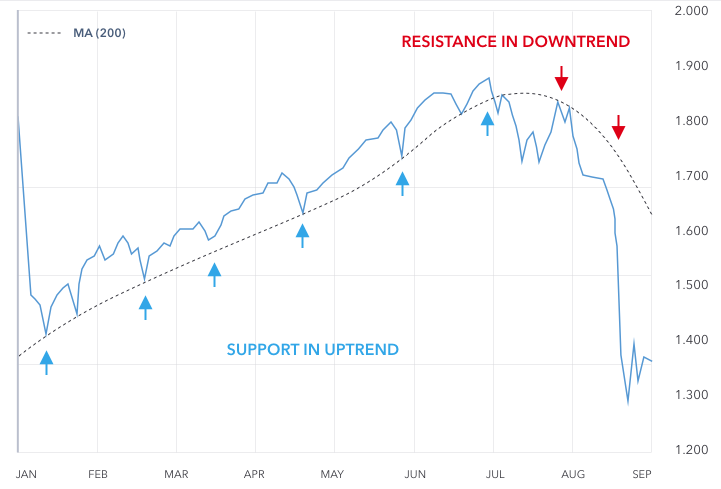 MA (200)
RESISTANCE IN DOWNTREND
SUPPORT IN UPTREND
2.000
1.900
1.800
1.700
1.600
1.500
1.400
1.300
1.200
JAN FEB MAR APR MAY JUN JUL AUG SEP